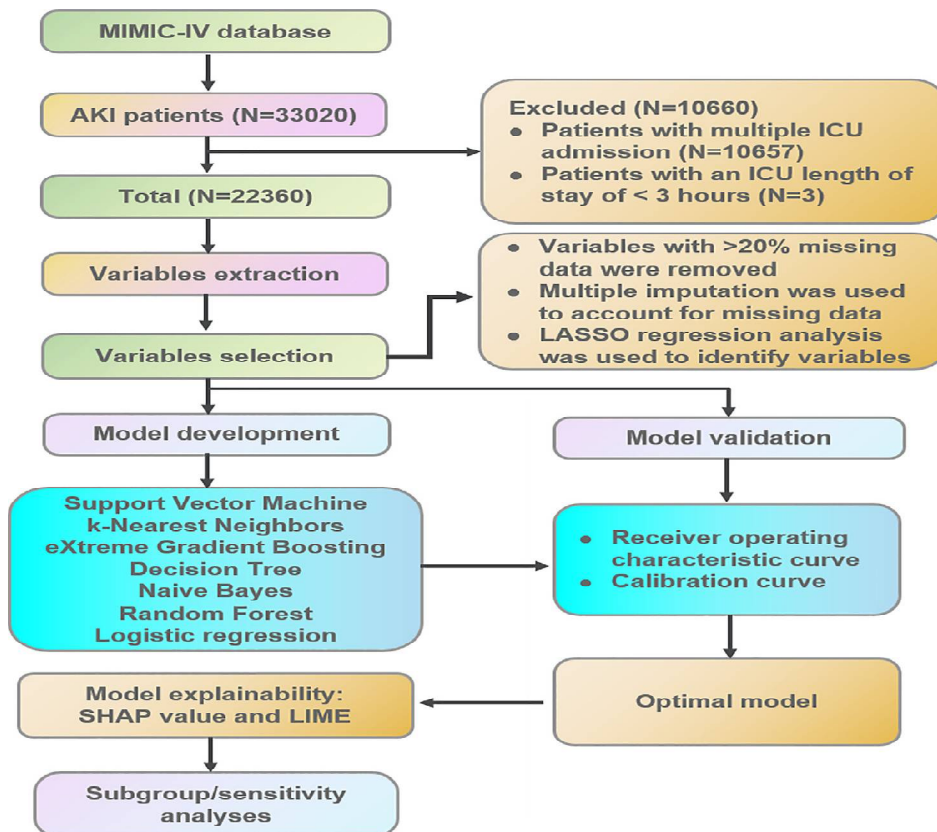 MIMIC-IV database
AKI patients (N=33020)
Excluded (N=10660)
• Patients with multiple ICU
admission (N=10657)
• Patients with an ICU length of
stay of < 3 hours (N=3)
Total (N=22360)
Variables extraction
• Variables with >20% missing
data were removed
• Multiple imputation was used
to account for missing data
• LASSO regression analysis
was used to identify variables
Variables selection
Model development
Model validation
Support Vector Machine
k-Nearest Neighbors
eXtreme Gradient Boosting
Decision Tree
Naive Bayes
Random Forest
Logistic regression
• Receiver operating
characteristic curve
• Calibration curve
Optimal model
Model explainability:
SHAP value and LIME
Subgroup/sensitivity
analyses